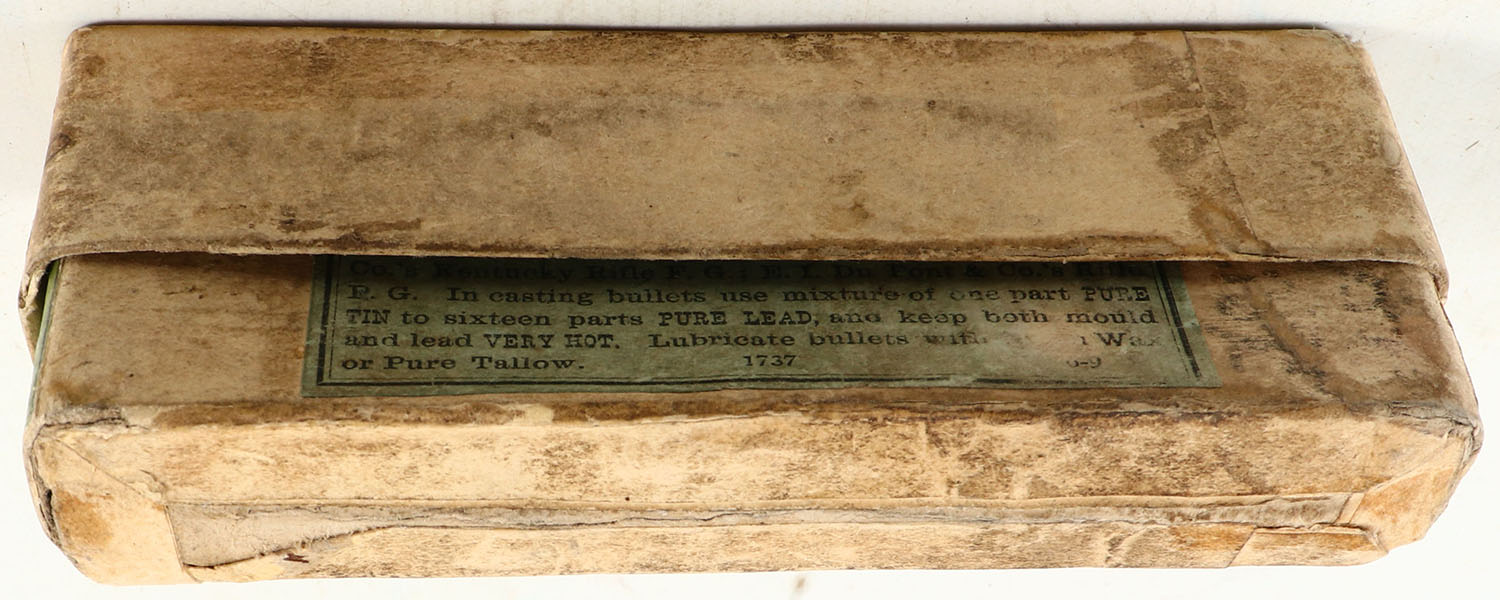 Co.'s Kentucky Rifle F. G.; E. I. Du Pont & Co.'s Rifle
F. G. In casting bullets use mixture of one part PURE
TIN to sixteen parts PURE LEAD, and keep both mould
and lead VERY HOT. Lubricate bullets with Wax
or Pure Tallow. 1737 -9